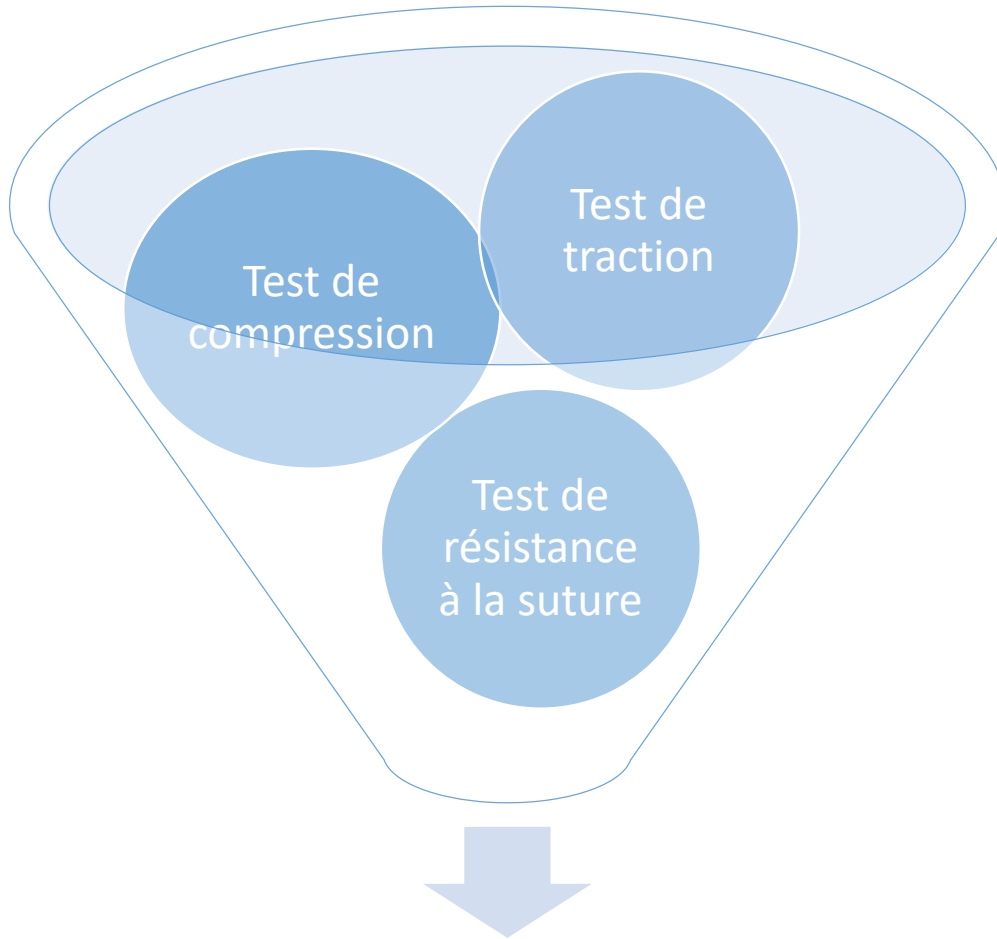 Test de
traction
Test de
compression
Test de
résistance
à la suture